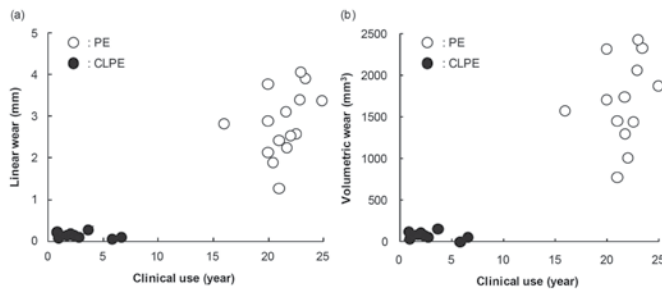 (a)
5
4
3
2
1
0
Linear wear (mm)
: PE
: CLPE
0
5
10
15
20
25
Clinical use (year)
(b)
2500
2000
1500
1000
500
0
Volumetric wear (mm³)
: PE
: CLPE
0
5
10
15
20
25
Clinical use (year)